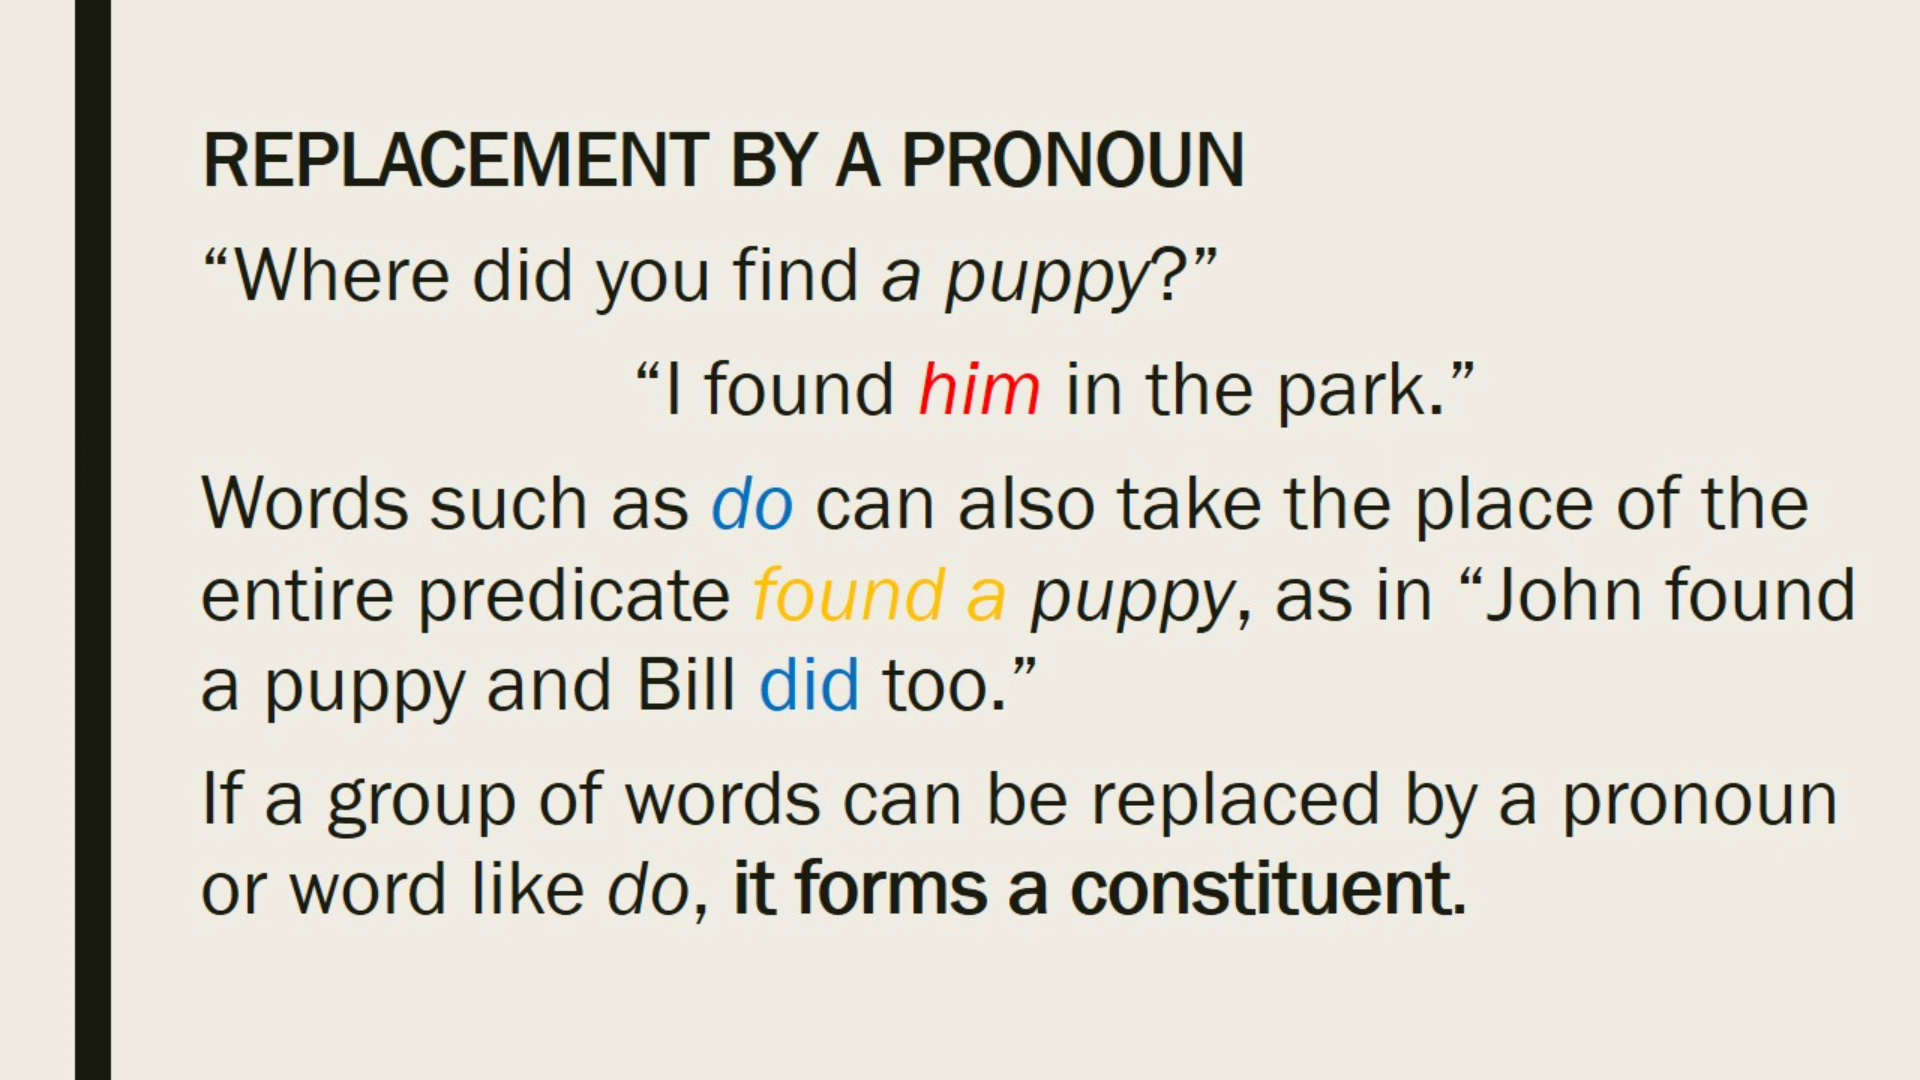 REPLACEMENT BY A PRONOUN
“Where did you find a puppy?”
“I found him in the park.”
Words such as do can also take the place of the
entire predicate found a puppy, as in “John found
a puppy and Bill did too.”
If a group of words can be replaced by a pronoun
or word like do, it forms a constituent.